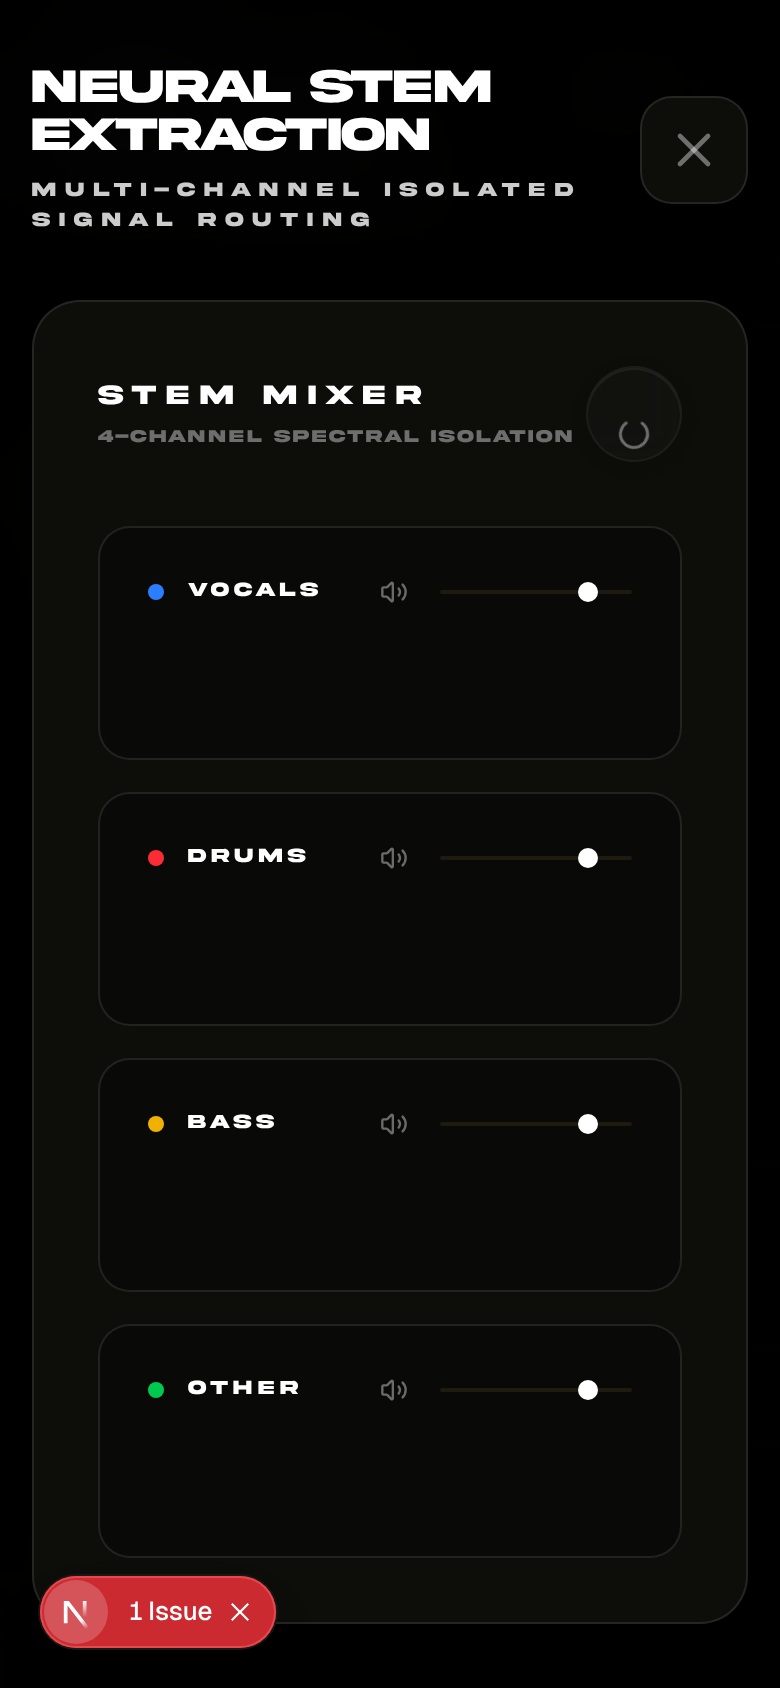 NEURAL STEM
EXTRACTION
MULTI-CHANNEL ISOLATED
SIGNAL ROUTING
STEM MIXER
4-CHANNEL SPECTRAL ISOLATION
VOCALS
DRUMS
BASS
OTHER
N 1 Issue